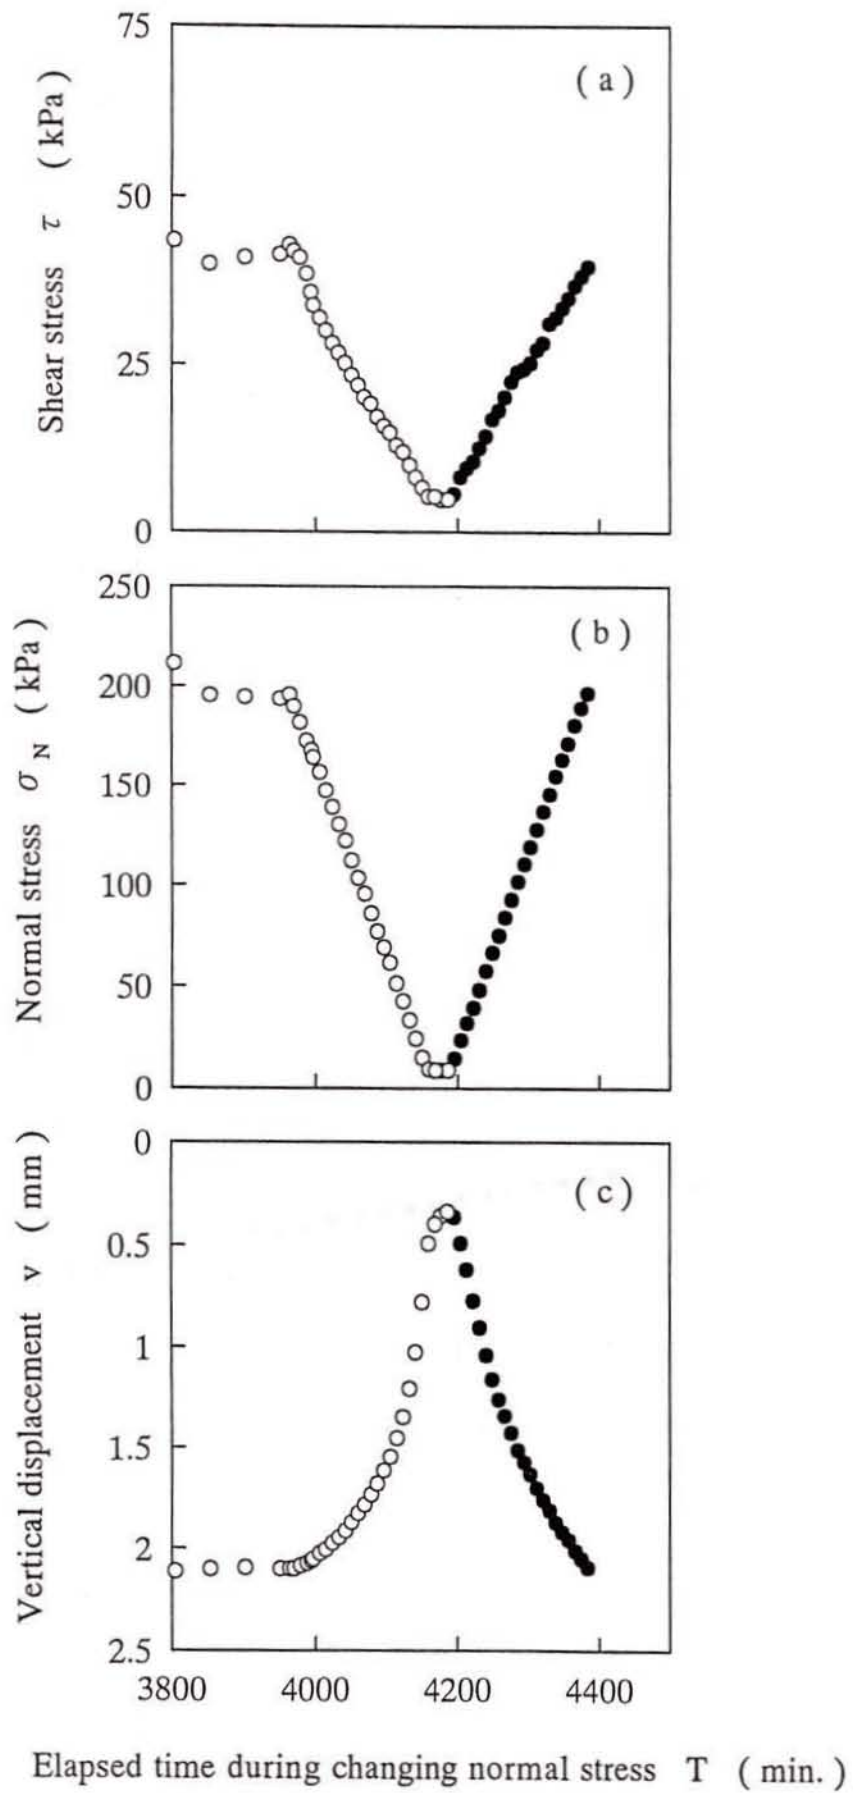 75
50
25
0
Shear stress τ ( kPa )
( a )
250
200
150
100
50
0
Normal stress σ N ( kPa )
( b )
0
0.5
1
1.5
2
2.5
Vertical displacement v ( mm )
( c )
3800 4000 4200 4400
Elapsed time during changing normal stress T ( min. )